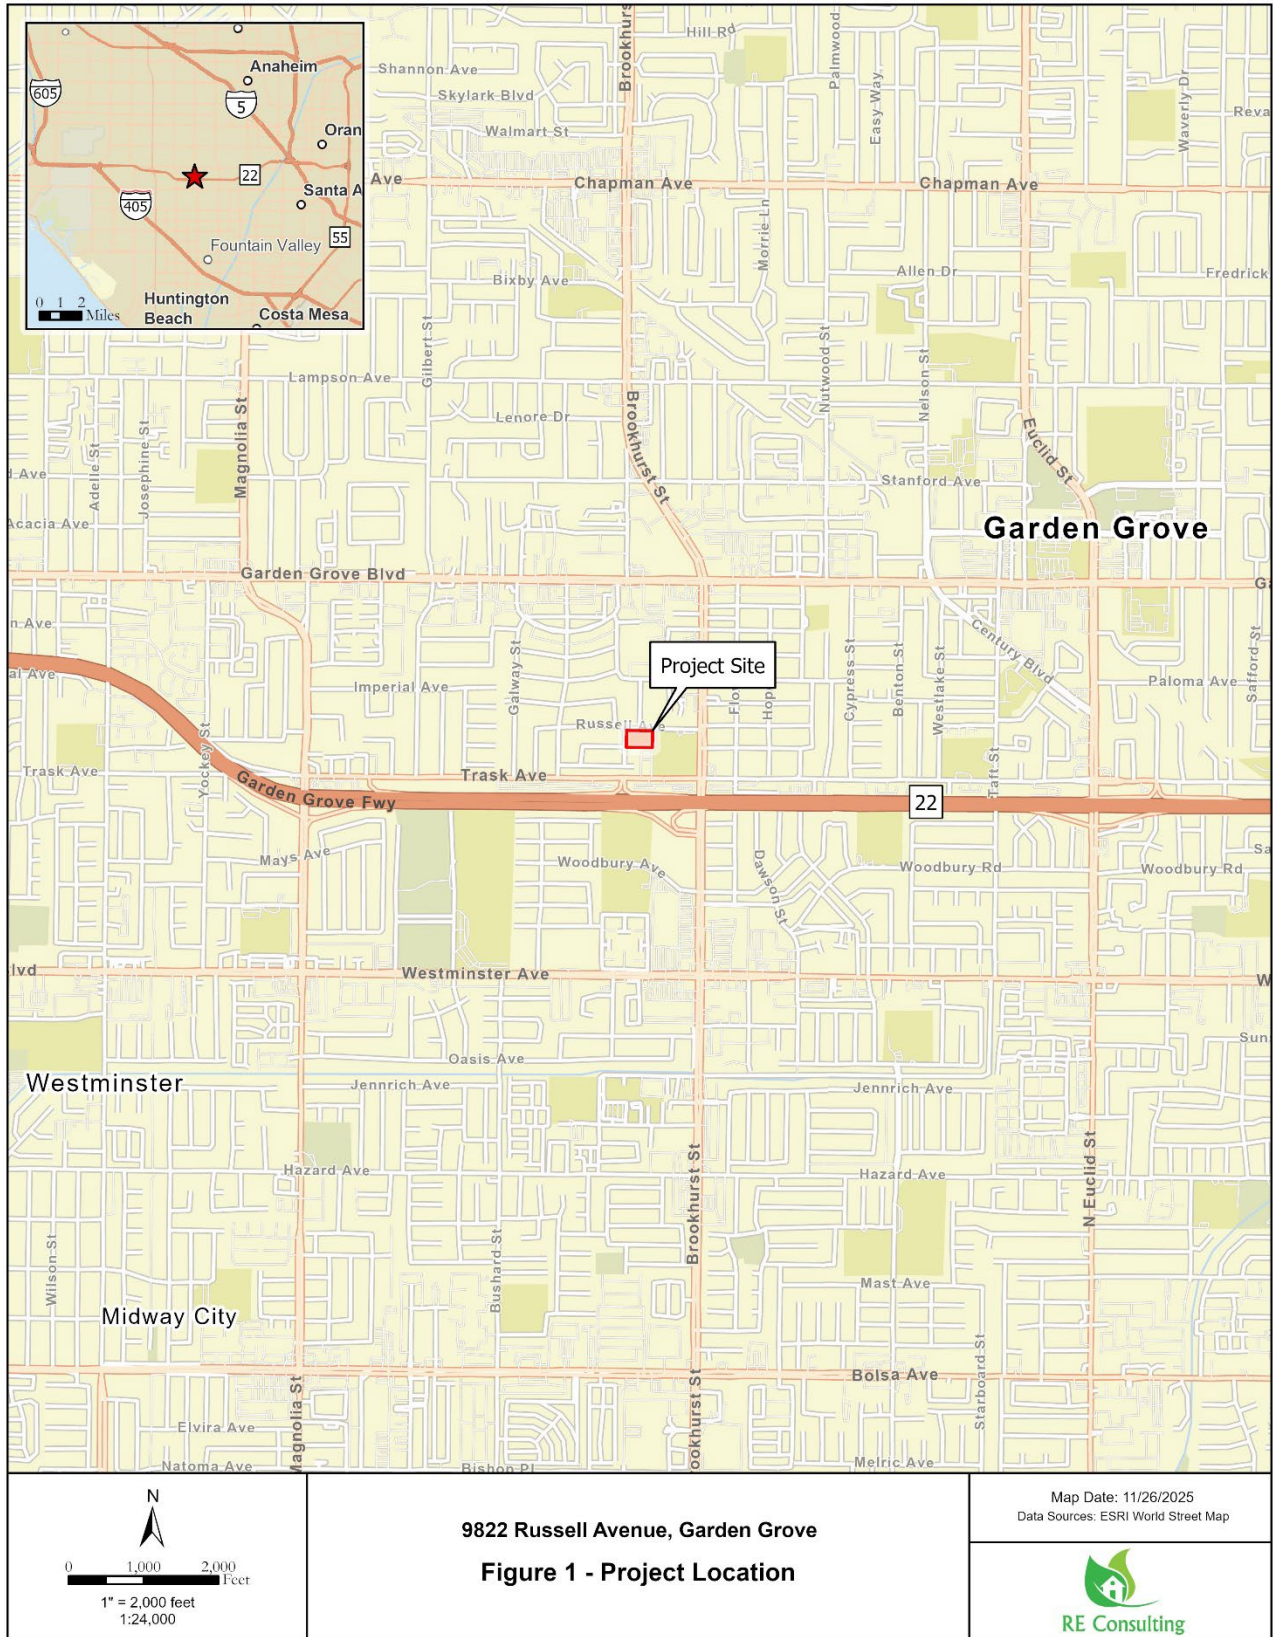 605
Anaheim
5
Oran
22
Santa A
405
55
Fountain Valley
Huntington
Beach
Costa Mesa
0 1 2
Miles
Brookhurs
Hill Rd
Palmwood
Shannon Ave
Easy Way
Waverly Dr
Skylark Blvd
Reva
Walmart St
Ave
Chapman Ave
Chapman Ave
Morrie Ln
Bixby Ave
Allen Dr
Fredrick
Gilbert St
Nutwood St
Nelson St
Lampson Ave
Magnolia St
Lenore Dr
Brookhurst St
Euclid St
Adelle St
Josephine St
d Ave
Stanford Ave
Acacia Ave
Garden Grove
Garden Grove Blvd
Ga
n Ave
Century Blvd
Galway St
Project Site
Cypress St
Benton St
Westlake St
Safford St
al Ave
Imperial Ave
Flo
Hop
Paloma Ave
Russell Ave
Yockey St
Trask Ave
Trask Ave
Taft St
Garden Grove Fwy
22
Mays Ave
Woodbury Ave
Dawson St
Woodbury Rd
Woodbury Rd
Sa
lvd
Westminster Ave
W
Oasis Ave
Sun
Westminster
Jennrich Ave
Jennrich Ave
Hazard Ave
Hazard Ave
Brookhurst St
N Euclid St
Wilson St
Bushard St
Mast Ave
Midway City
Bolsa Ave
Starboard St
Magnolia St
ookhurst St
Elvira Ave
Natoma Ave
Bishop Pl
Melric Ave
N
0 1,000 2,000
Feet
1" = 2,000 feet
1:24,000
9822 Russell Avenue, Garden Grove
Figure 1 - Project Location
Map Date: 11/26/2025
Data Sources: ESRI World Street Map
RE Consulting